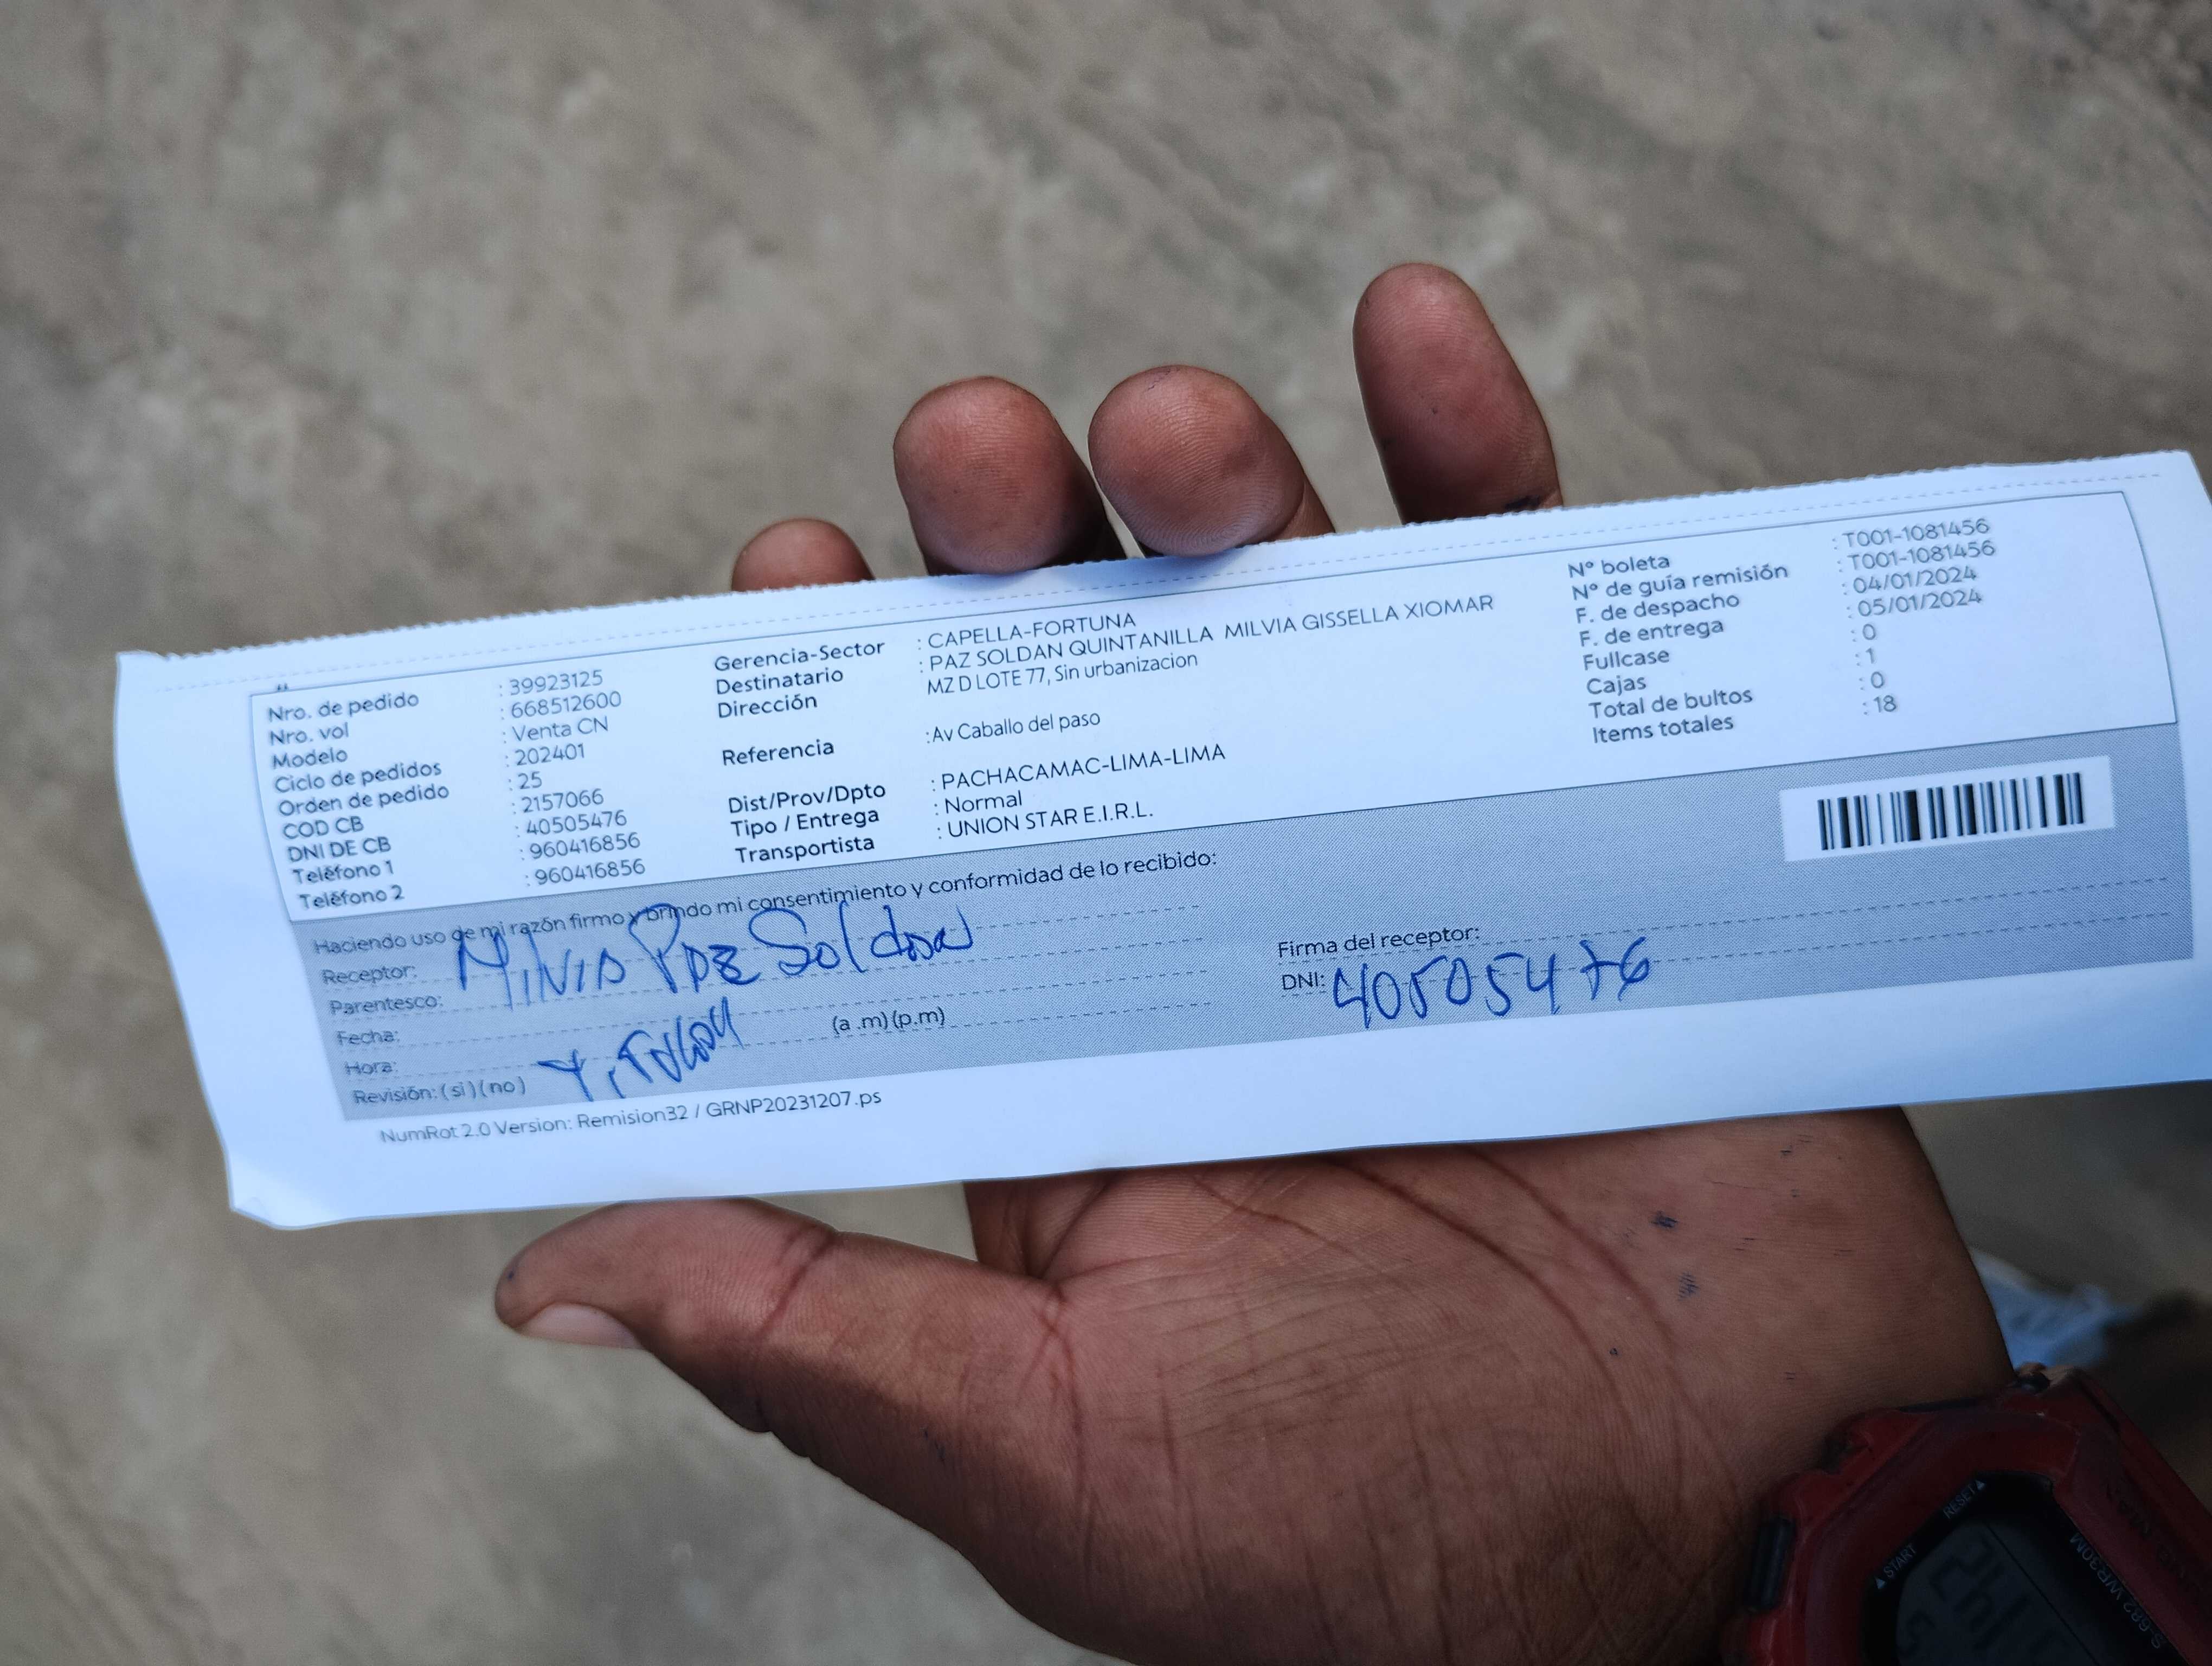 Nro. de pedido : 39923125
Nro. vol : 668512600
Modelo : Venta CN
Ciclo de pedidos : 202401
Orden de pedido : 25
COD CB : 2157066
DNI DE CB : 40505476
Teléfono 1 : 960416856
Teléfono 2 : 960416856
Gerencia-Sector : CAPELLA-FORTUNA
Destinatario : PAZ SOLDAN QUINTANILLA MILVIA GISSELLA XIOMAR
Dirección MZ D LOTE 77, Sin urbanizacion
Referencia :Av Caballo del paso
Dist/Prov/Dpto : PACHACAMAC-LIMA-LIMA
Tipo / Entrega : Normal
Transportista : UNION STAR E.I.R.L.
N° boleta : T001-1081456
N° de guía remisión : T001-1081456
F. de despacho : 04/01/2024
F. de entrega : 05/01/2024
Fullcase : 0
Cajas : 1
Total de bultos : 0
Items totales : 18
Haciendo uso de mi razón firmo y brindo mi consentimiento y conformidad de lo recibido:
Receptor: Milvia Paz Soldan
Parentesco:
Fecha:
Hora: (a .m) (p.m)
Revisión: (si) (no)
Firma del receptor:
DNI: 40505476
NumRot 2.0 Version: Remision32 / GRNP20231207.ps
START
RESET
WR30M